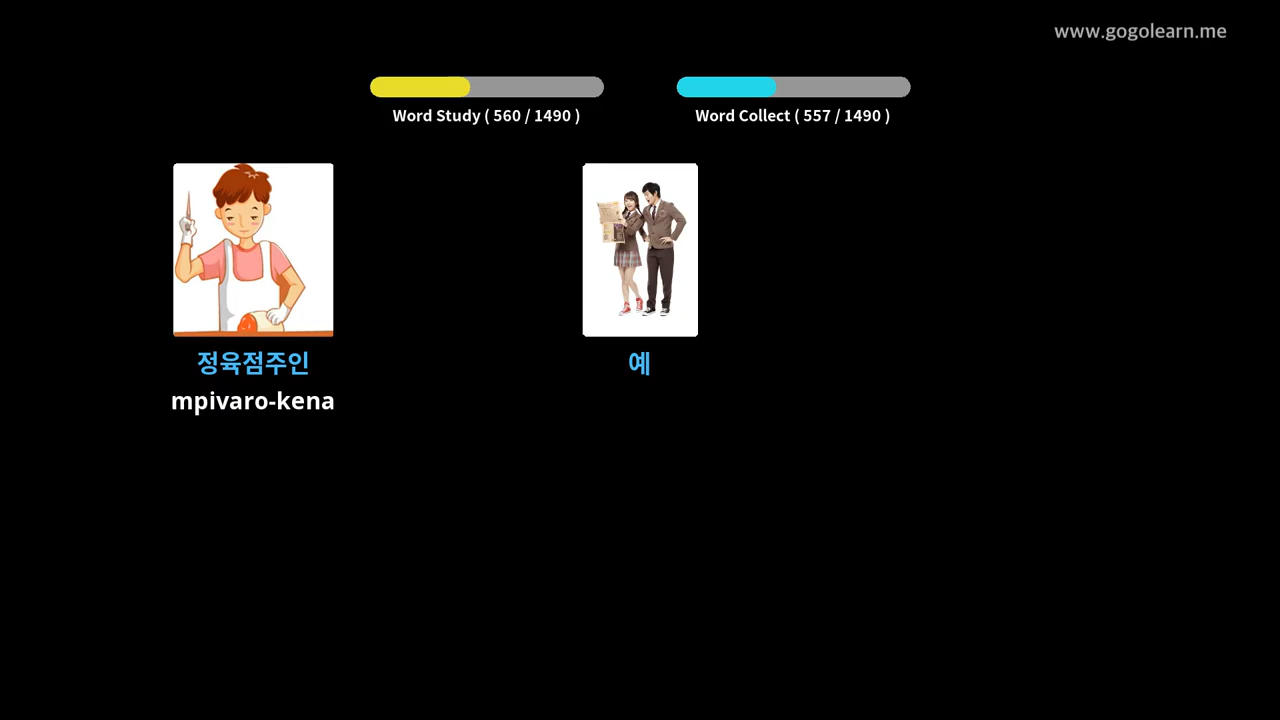 www.gogolearn.me
Word Study ( 560 / 1490 )
Word Collect ( 557 / 1490 )
정육점주인
mpivaro-kena
예